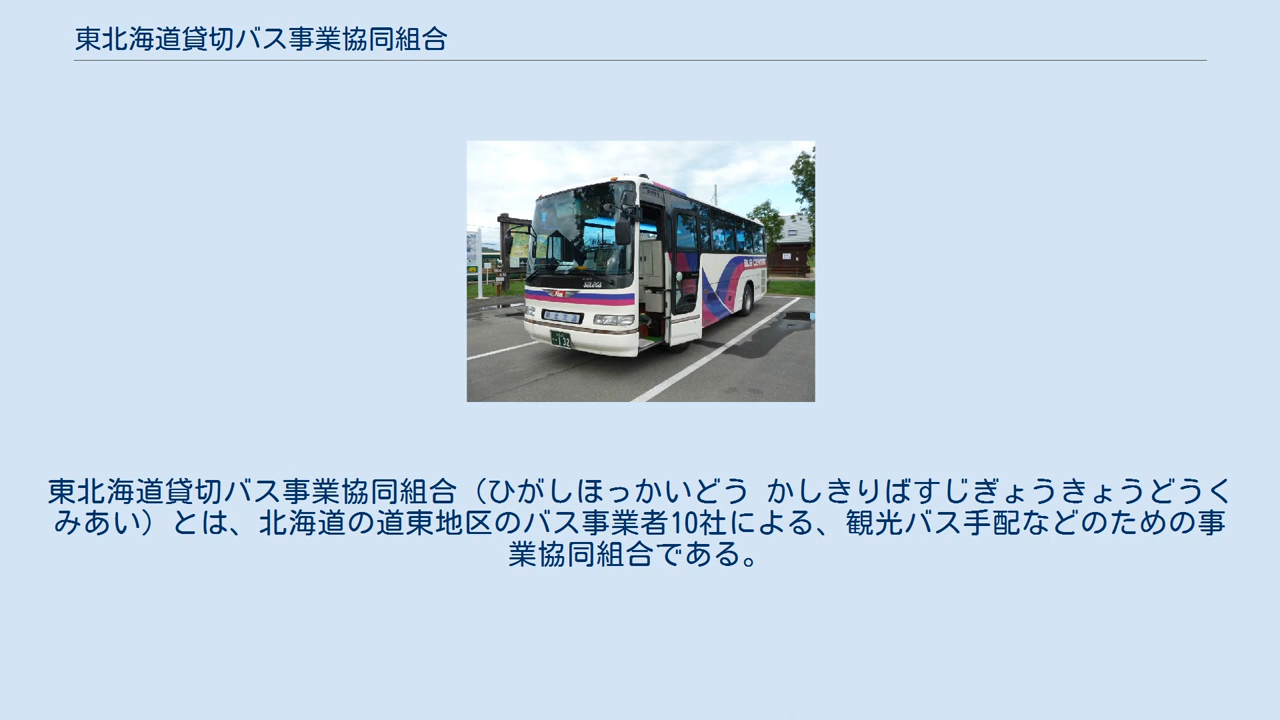 東北海道貸切バス事業協同組合
BUS CENTER
132
東北海道貸切バス事業協同組合（ひがしほっかいどう かしきりばすじぎょうきょうどうく
みあい）とは、北海道の道東地区のバス事業者10社による、観光バス手配などのための事
業協同組合である。